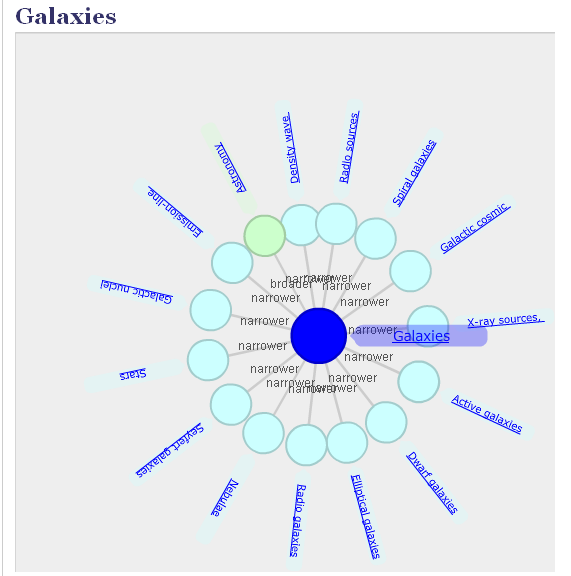 Galaxies
Density wave
Radio sources
Spiral galaxies
Galactic cosmic
X-ray sources,
Active galaxies
Dwarf galaxies
Elliptical galaxies
Radio galaxies
Nebulae
Seyfert galaxies
Stars
Galactic nuclei
Emission-line
Astronomy
broader
narrower
narrower
narrower
narrower
narrower
narrower
narrower
narrower
narrower
narrower
narrower
narrower
narrower
narrower
Galaxies